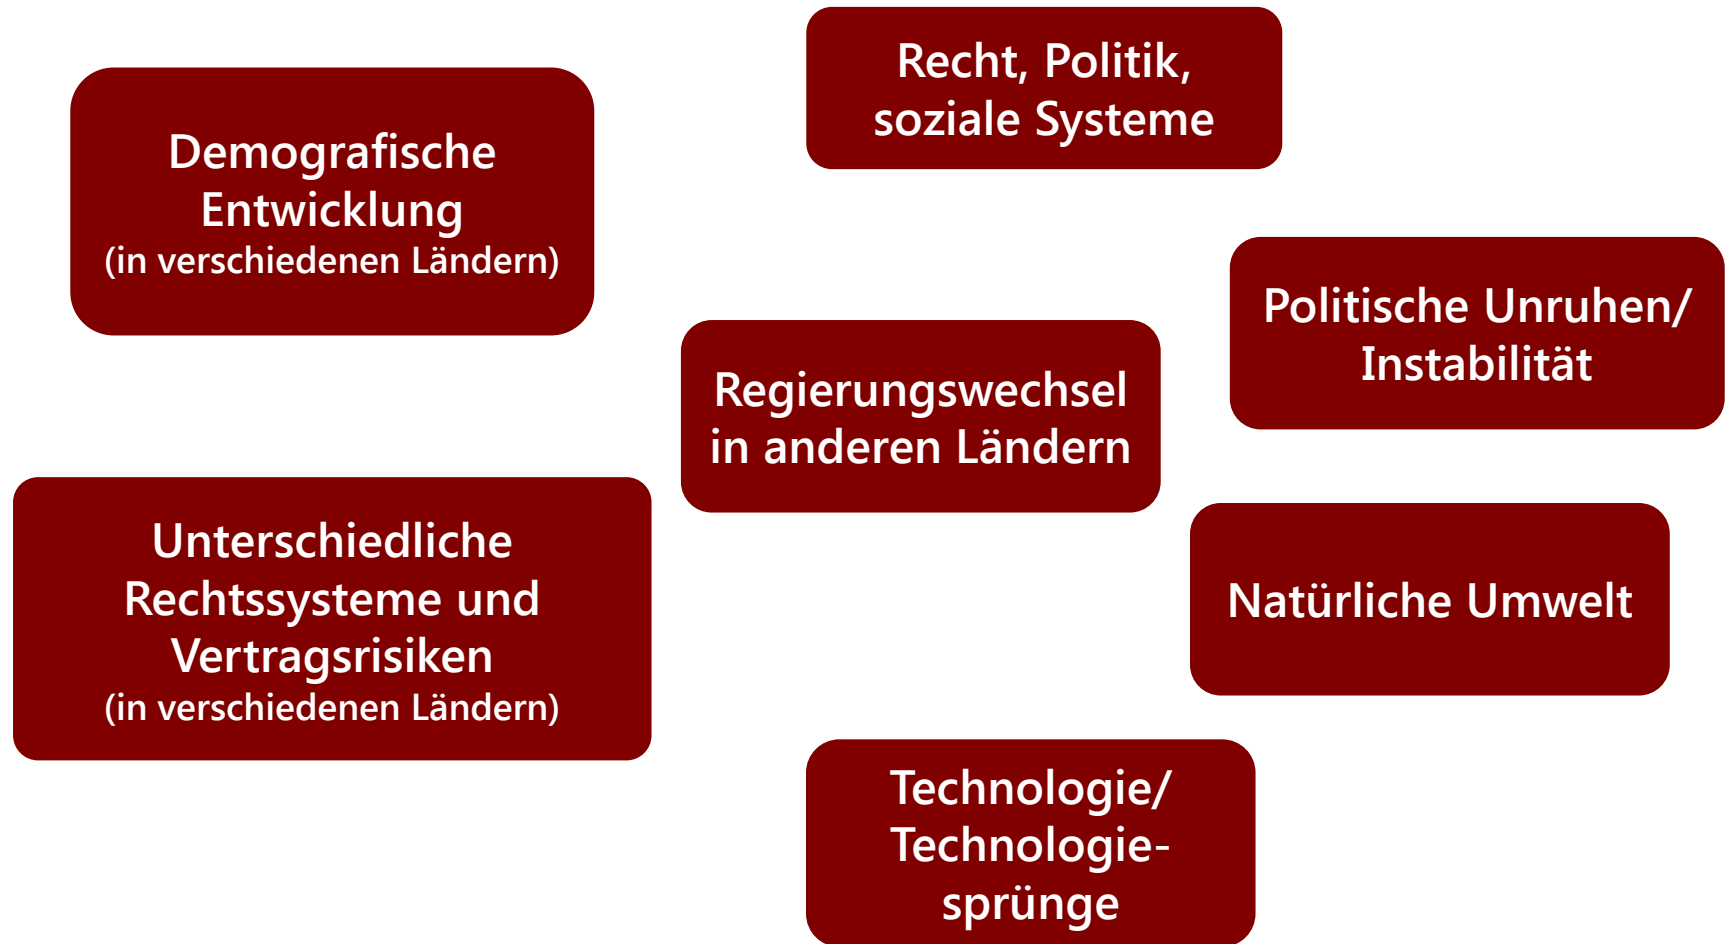 Recht, Politik,
soziale Systeme
Demografische
Entwicklung
(in verschiedenen Ländern)
Politische Unruhen/
Instabilität
Regierungswechsel
in anderen Ländern
Unterschiedliche
Rechtssysteme und
Vertragsrisiken
(in verschiedenen Ländern)
Natürliche Umwelt
Technologie/
Technologie-
sprünge